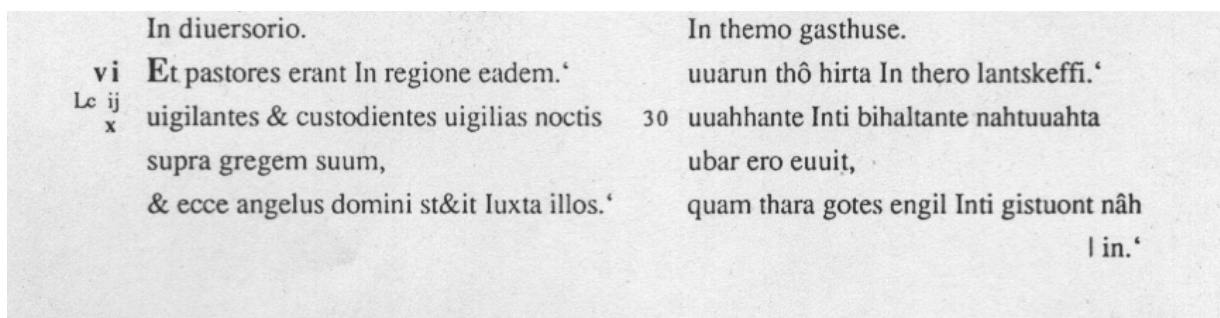 In diuersorio.
vi Et pastores erant In regione eadem.‘
Lc ij
x
uigilantes & custodientes uigilias noctis
supra gregem suum,
& ecce angelus domini st&it Iuxta illos.‘
In themo gasthuse.
uuarun thô hirta In thero lantskeffi.‘
30 uuahhante Inti bihaltante nahtuuahta
ubar ero euuit,
quam thara gotes engil Inti gistuont nâh
| in.‘